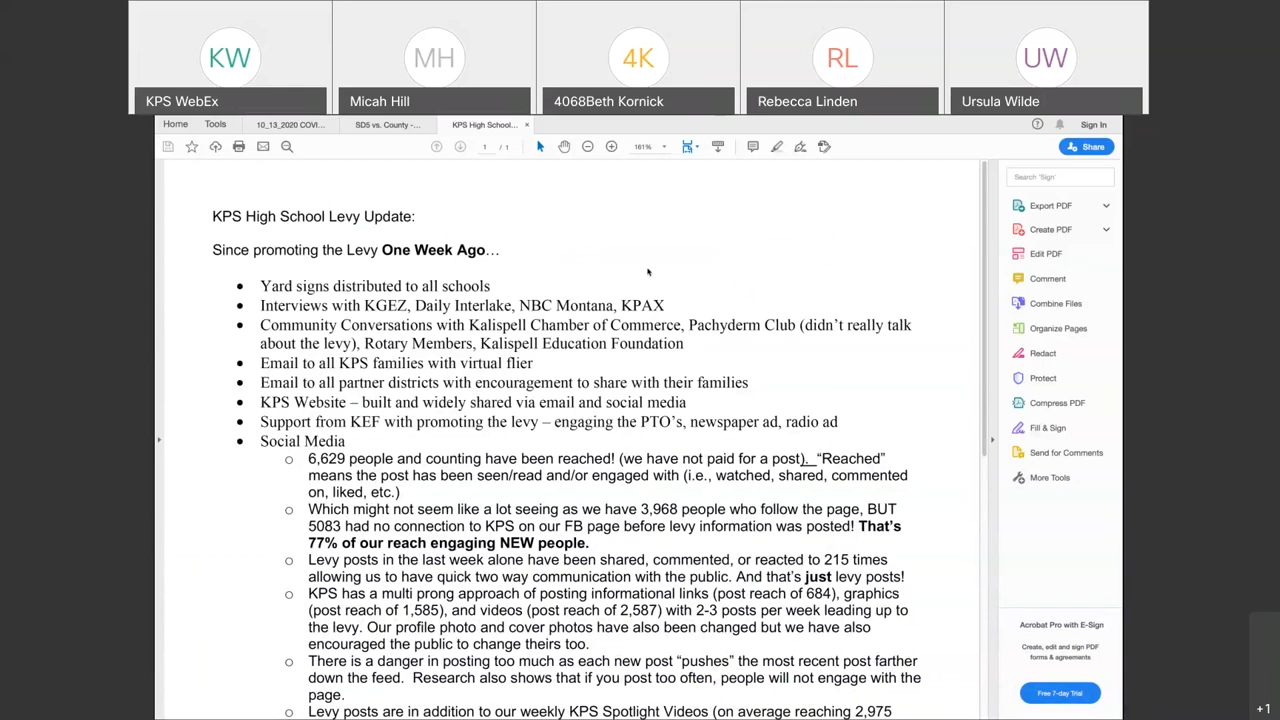 KW
MH
4K
RL
UW
KPS WebEx
Micah Hill
4068Beth Kornick
Rebecca Linden
Ursula Wilde
Home
Tools
10_13_2020 COVI...
SD5 vs. County -...
KPS High School...
×
?
Sign In
1 / 1
161%
Share
KPS High School Levy Update:
Since promoting the Levy One Week Ago…
• Yard signs distributed to all schools
• Interviews with KGEZ, Daily Interlake, NBC Montana, KPAX
• Community Conversations with Kalispell Chamber of Commerce, Pachyderm Club (didn’t really talk
about the levy), Rotary Members, Kalispell Education Foundation
• Email to all KPS families with virtual flier
• Email to all partner districts with encouragement to share with their families
• KPS Website – built and widely shared via email and social media
• Support from KEF with promoting the levy – engaging the PTO’s, newspaper ad, radio ad
• Social Media
o 6,629 people and counting have been reached! (we have not paid for a post). “Reached”
means the post has been seen/read and/or engaged with (i.e., watched, shared, commented
on, liked, etc.)
o Which might not seem like a lot seeing as we have 3,968 people who follow the page, BUT
5083 had no connection to KPS on our FB page before levy information was posted! That’s
77% of our reach engaging NEW people.
o Levy posts in the last week alone have been shared, commented, or reacted to 215 times
allowing us to have quick two way communication with the public. And that’s just levy posts!
o KPS has a multi prong approach of posting informational links (post reach of 684), graphics
(post reach of 1,585), and videos (post reach of 2,587) with 2-3 posts per week leading up to
the levy. Our profile photo and cover photos have also been changed but we have also
encouraged the public to change theirs too.
o There is a danger in posting too much as each new post “pushes” the most recent post farther
down the feed. Research also shows that if you post too often, people will not engage with the
page.
o Levy posts are in addition to our weekly KPS Spotlight Videos (on average reaching 2,975
Search 'Sign'
Export PDF
Create PDF
Edit PDF
Comment
Combine Files
Organize Pages
Redact
Protect
Compress PDF
Fill & Sign
Send for Comments
More Tools
Acrobat Pro with E-Sign
Create, edit and sign PDF
forms & agreements
Free 7-day Trial
+1